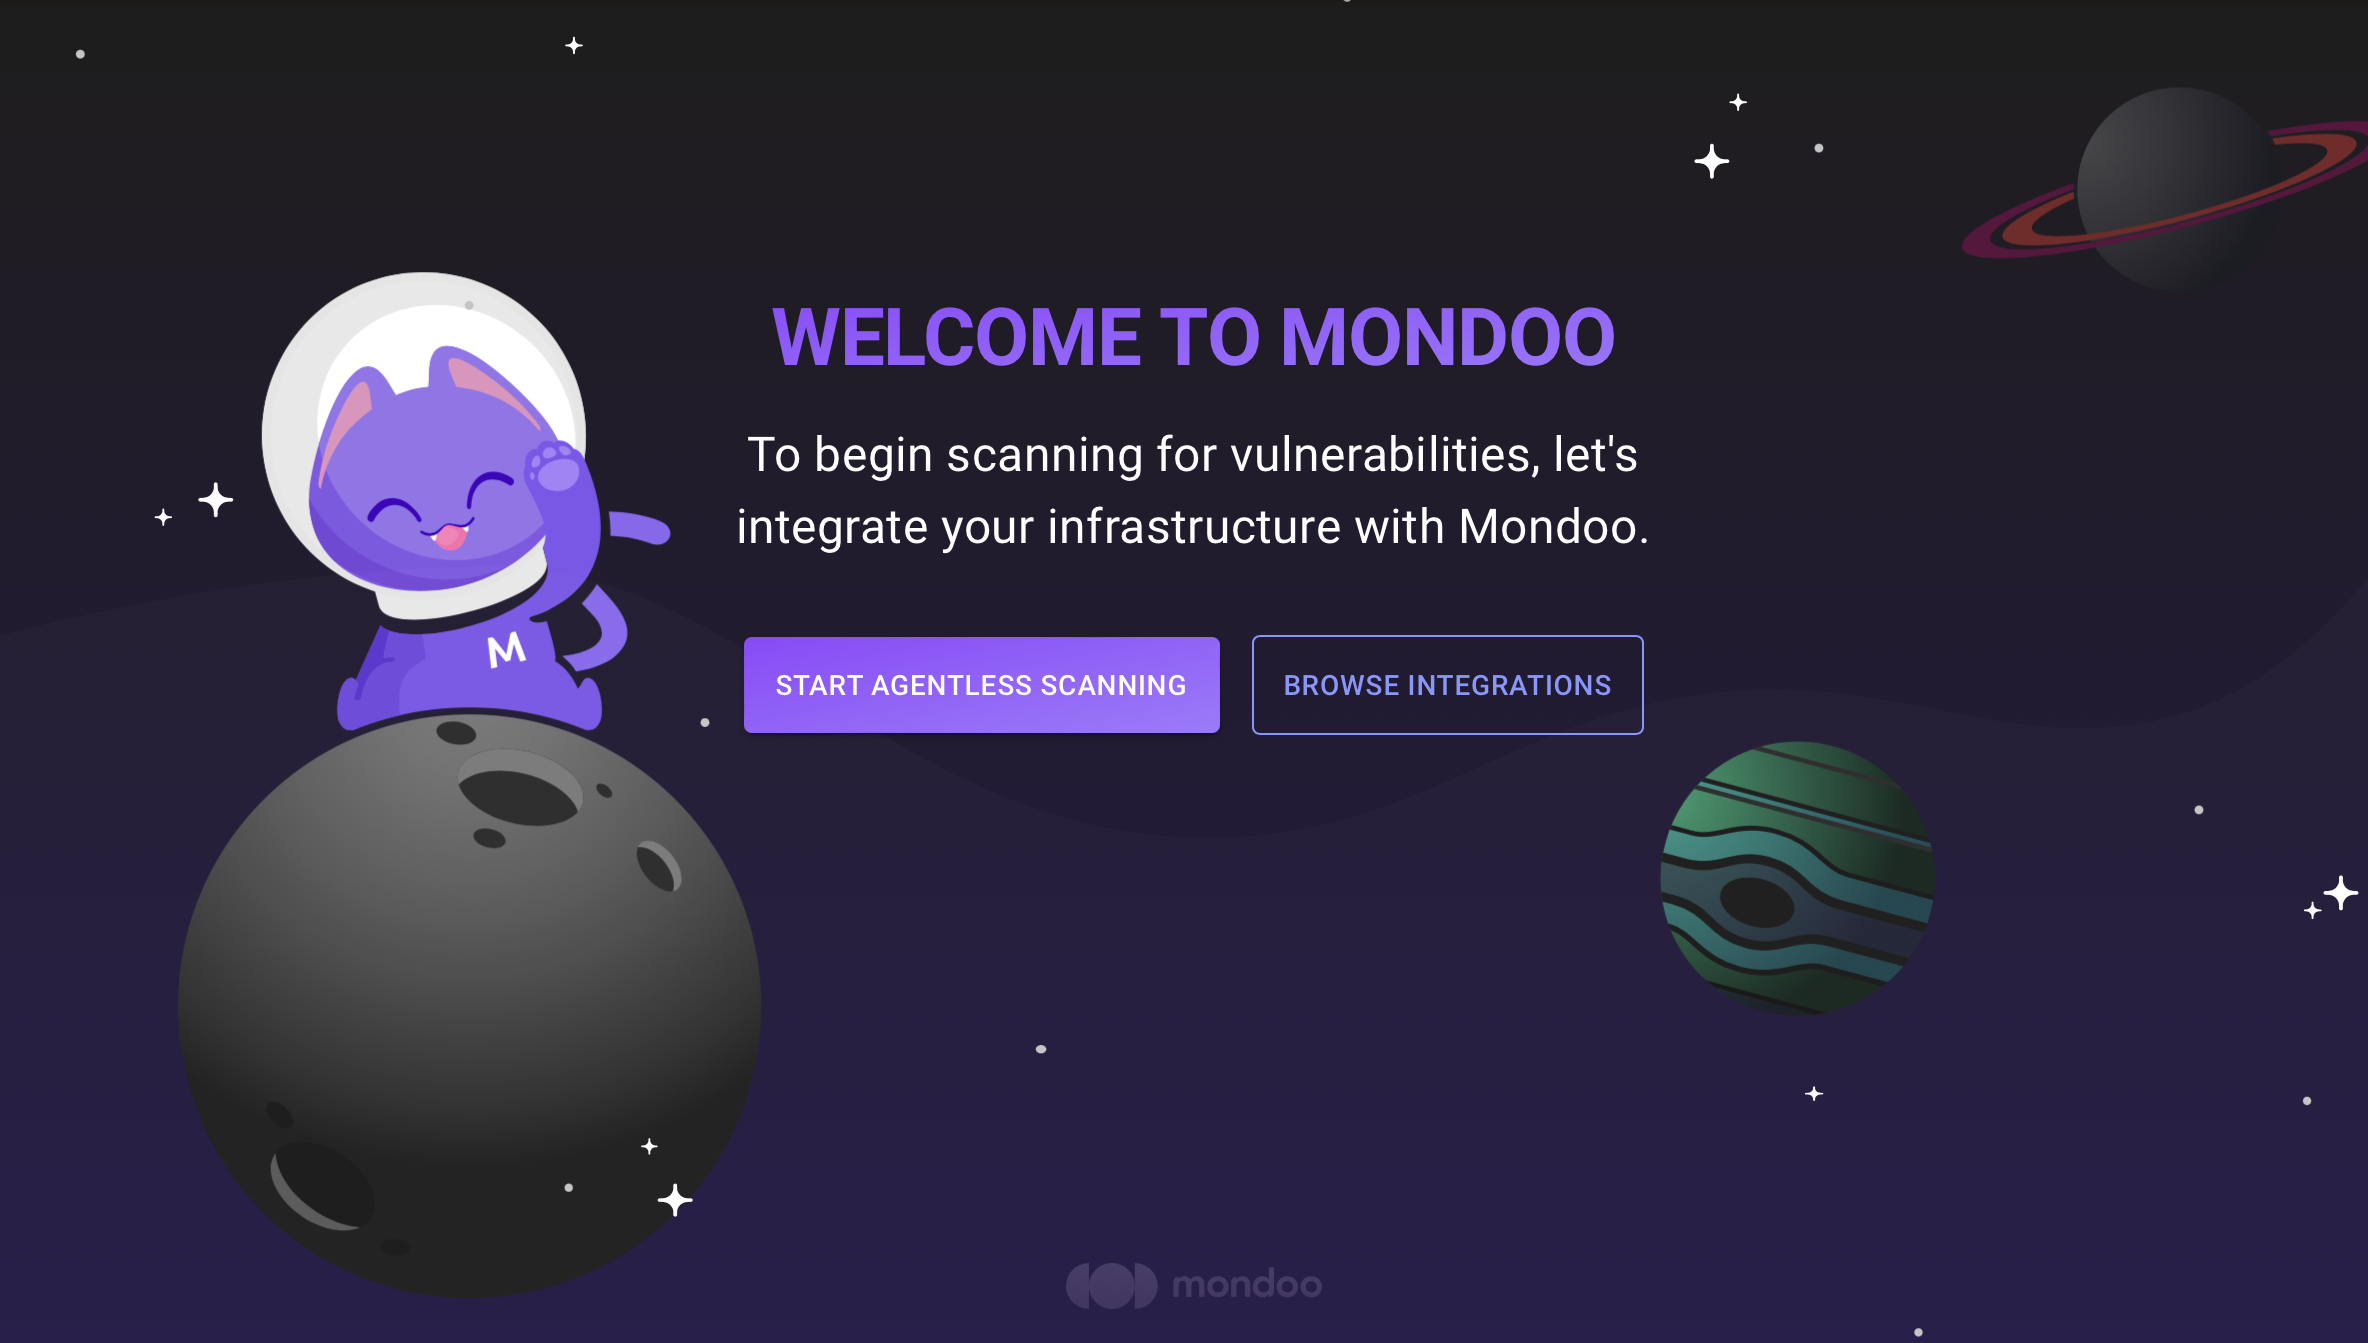 WELCOME TO MONDOO
To begin scanning for vulnerabilities, let's
integrate your infrastructure with Mondoo.
START AGENTLESS SCANNING
BROWSE INTEGRATIONS
M
mondoo